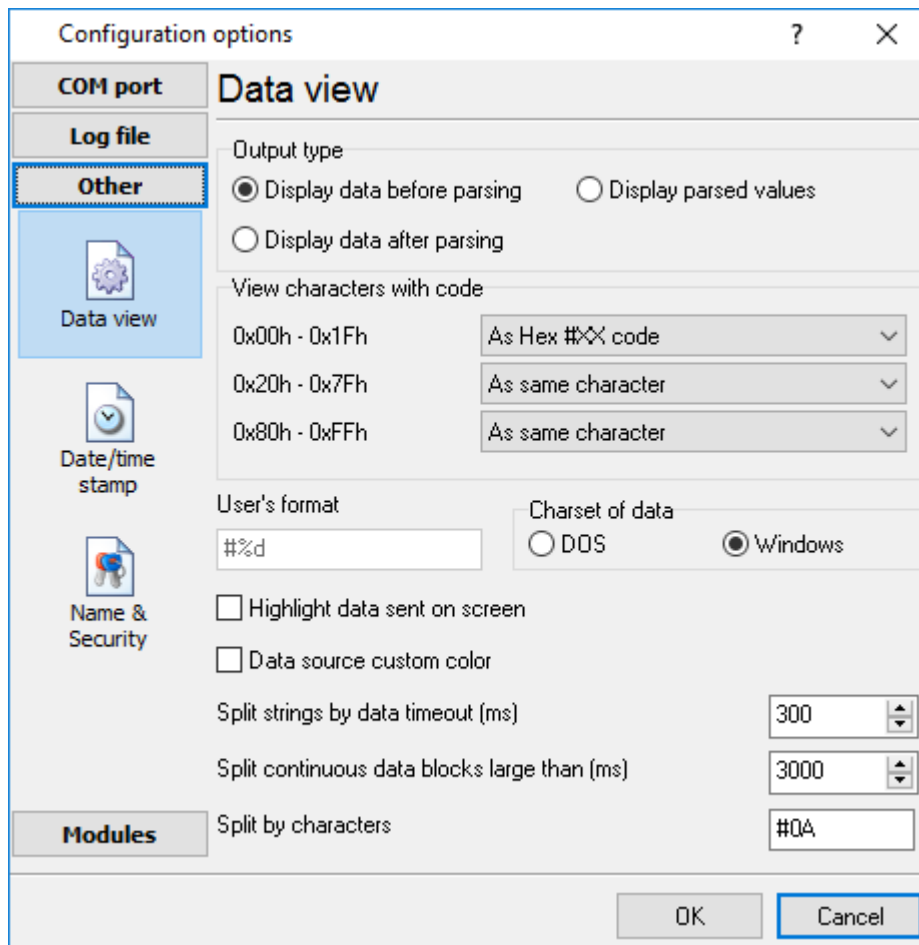 Configuration options
COM port
Log file
Other
Data view
Date/time
stamp
Name &
Security
Modules
Data view
Output type
Display data before parsing
Display parsed values
Display data after parsing
View characters with code
0x00h - 0x1Fh
As Hex #XX code
0x20h - 0x7Fh
As same character
0x80h - 0xFFh
As same character
User's format
#%d
Charset of data
DOS
Windows
Highlight data sent on screen
Data source custom color
Split strings by data timeout (ms)
300
Split continuous data blocks large than (ms)
3000
Split by characters
#0A
OK
Cancel